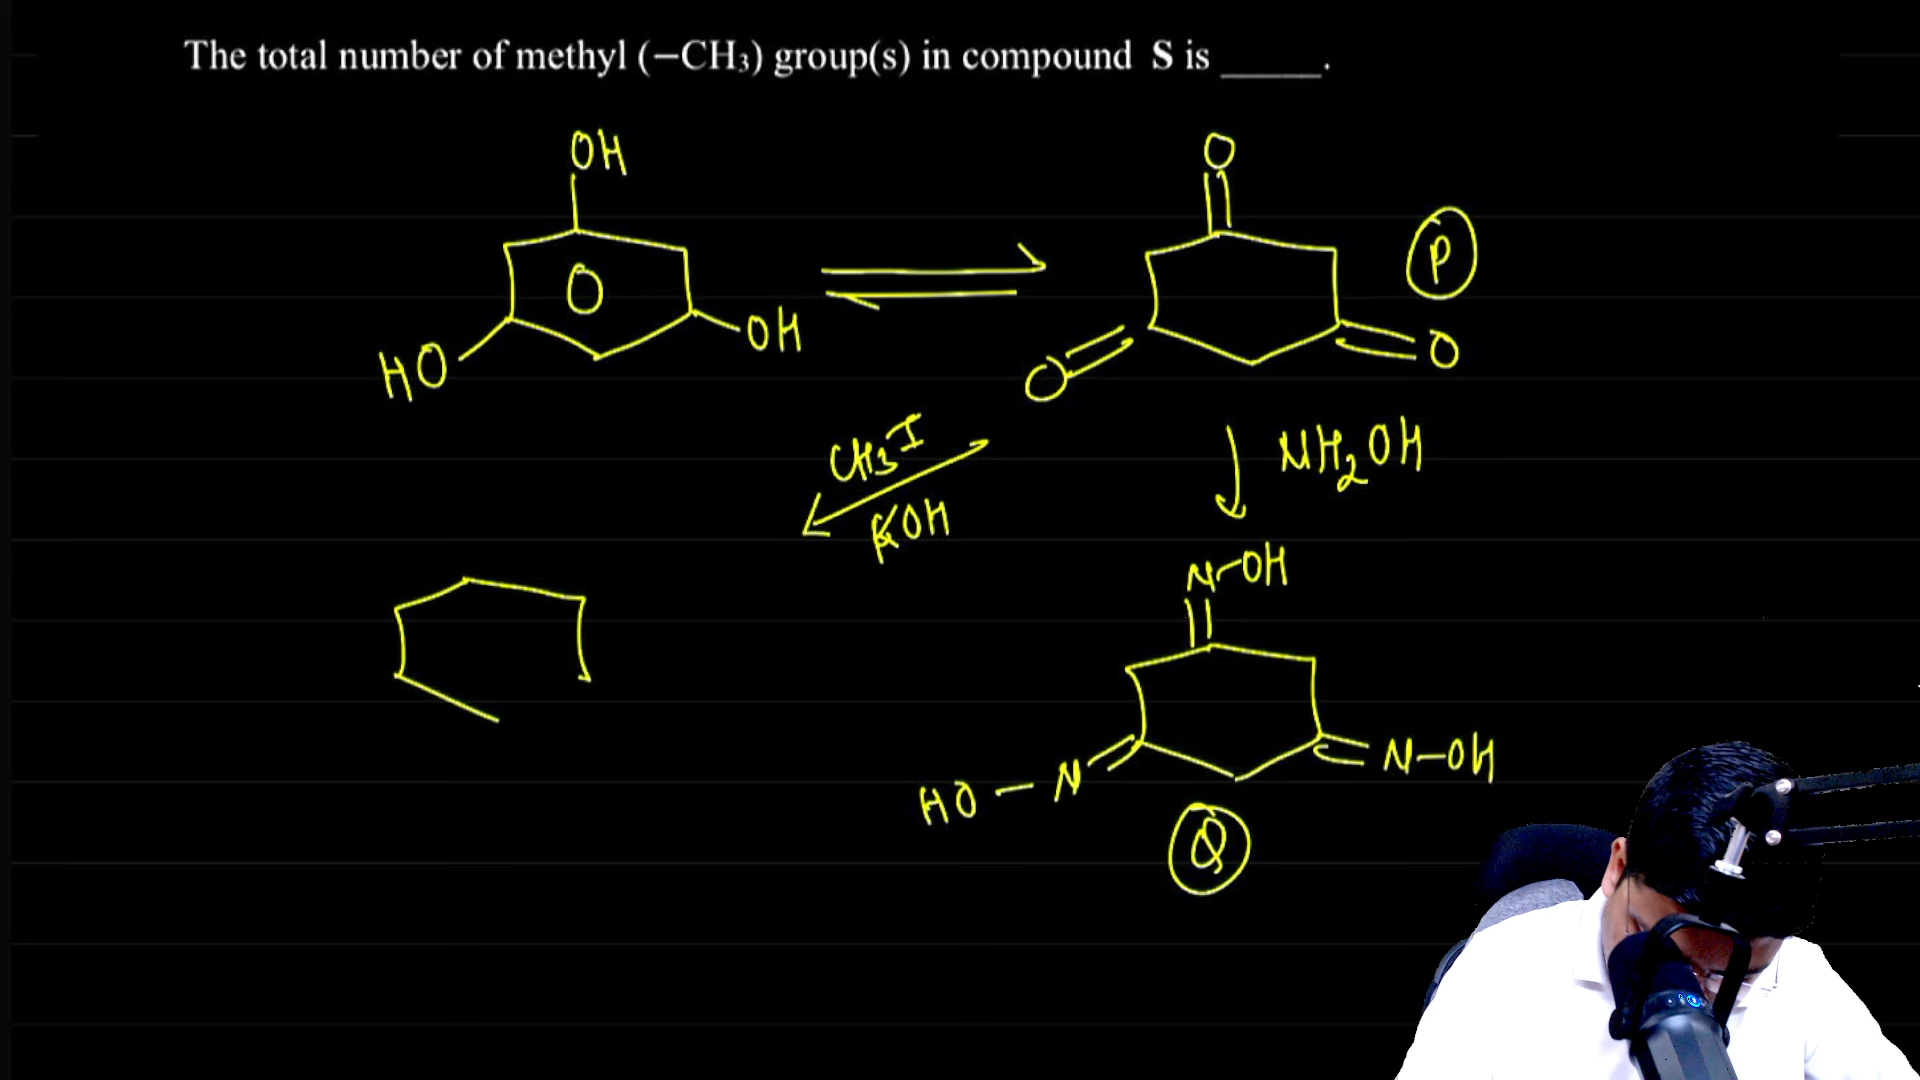 The total number of methyl (−CH₃) group(s) in compound S is _____.
OH
O
HO
OH
O
O
O
P
CH₃I
KOH
NH₂OH
N-OH
HO - N
N-OH
Q